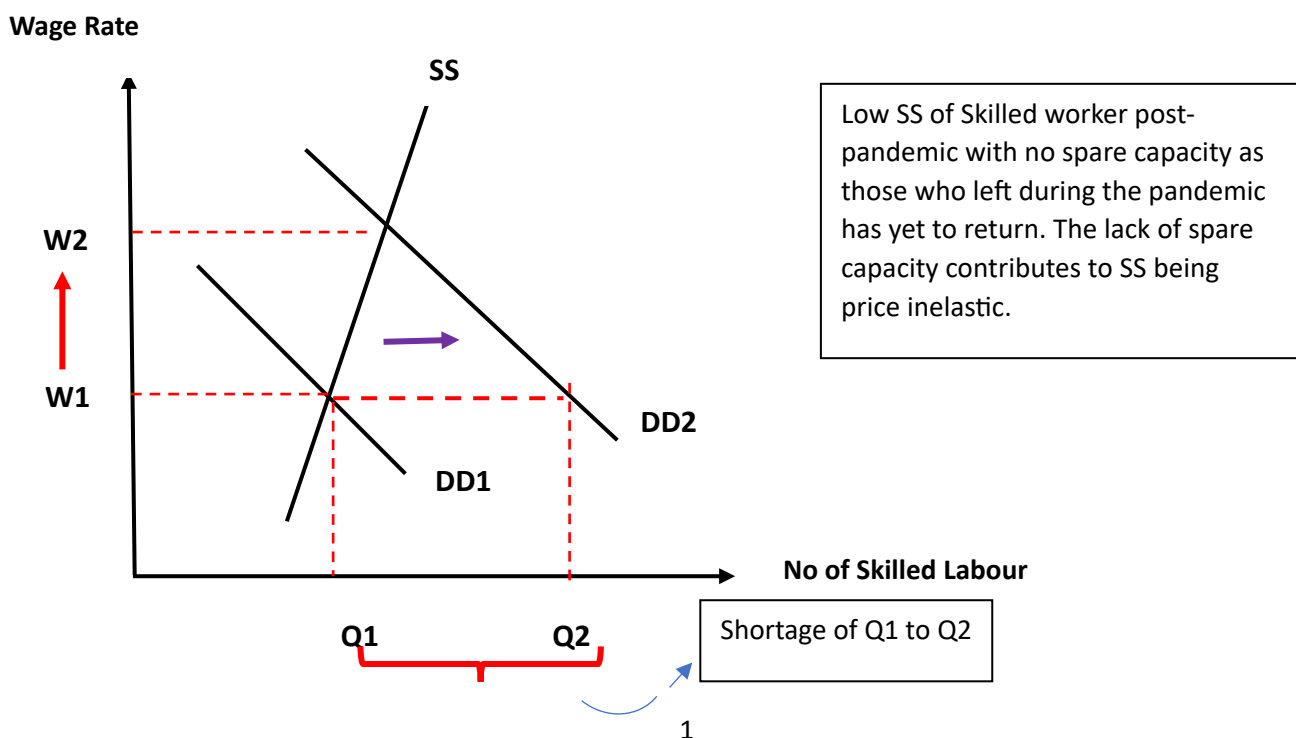 Wage Rate
SS
Low SS of Skilled worker post-
pandemic with no spare capacity as
those who left during the pandemic
has yet to return. The lack of spare
capacity contributes to SS being
price inelastic.
W2
W1
DD2
DD1
No of Skilled Labour
Q1
Q2
Shortage of Q1 to Q2
1